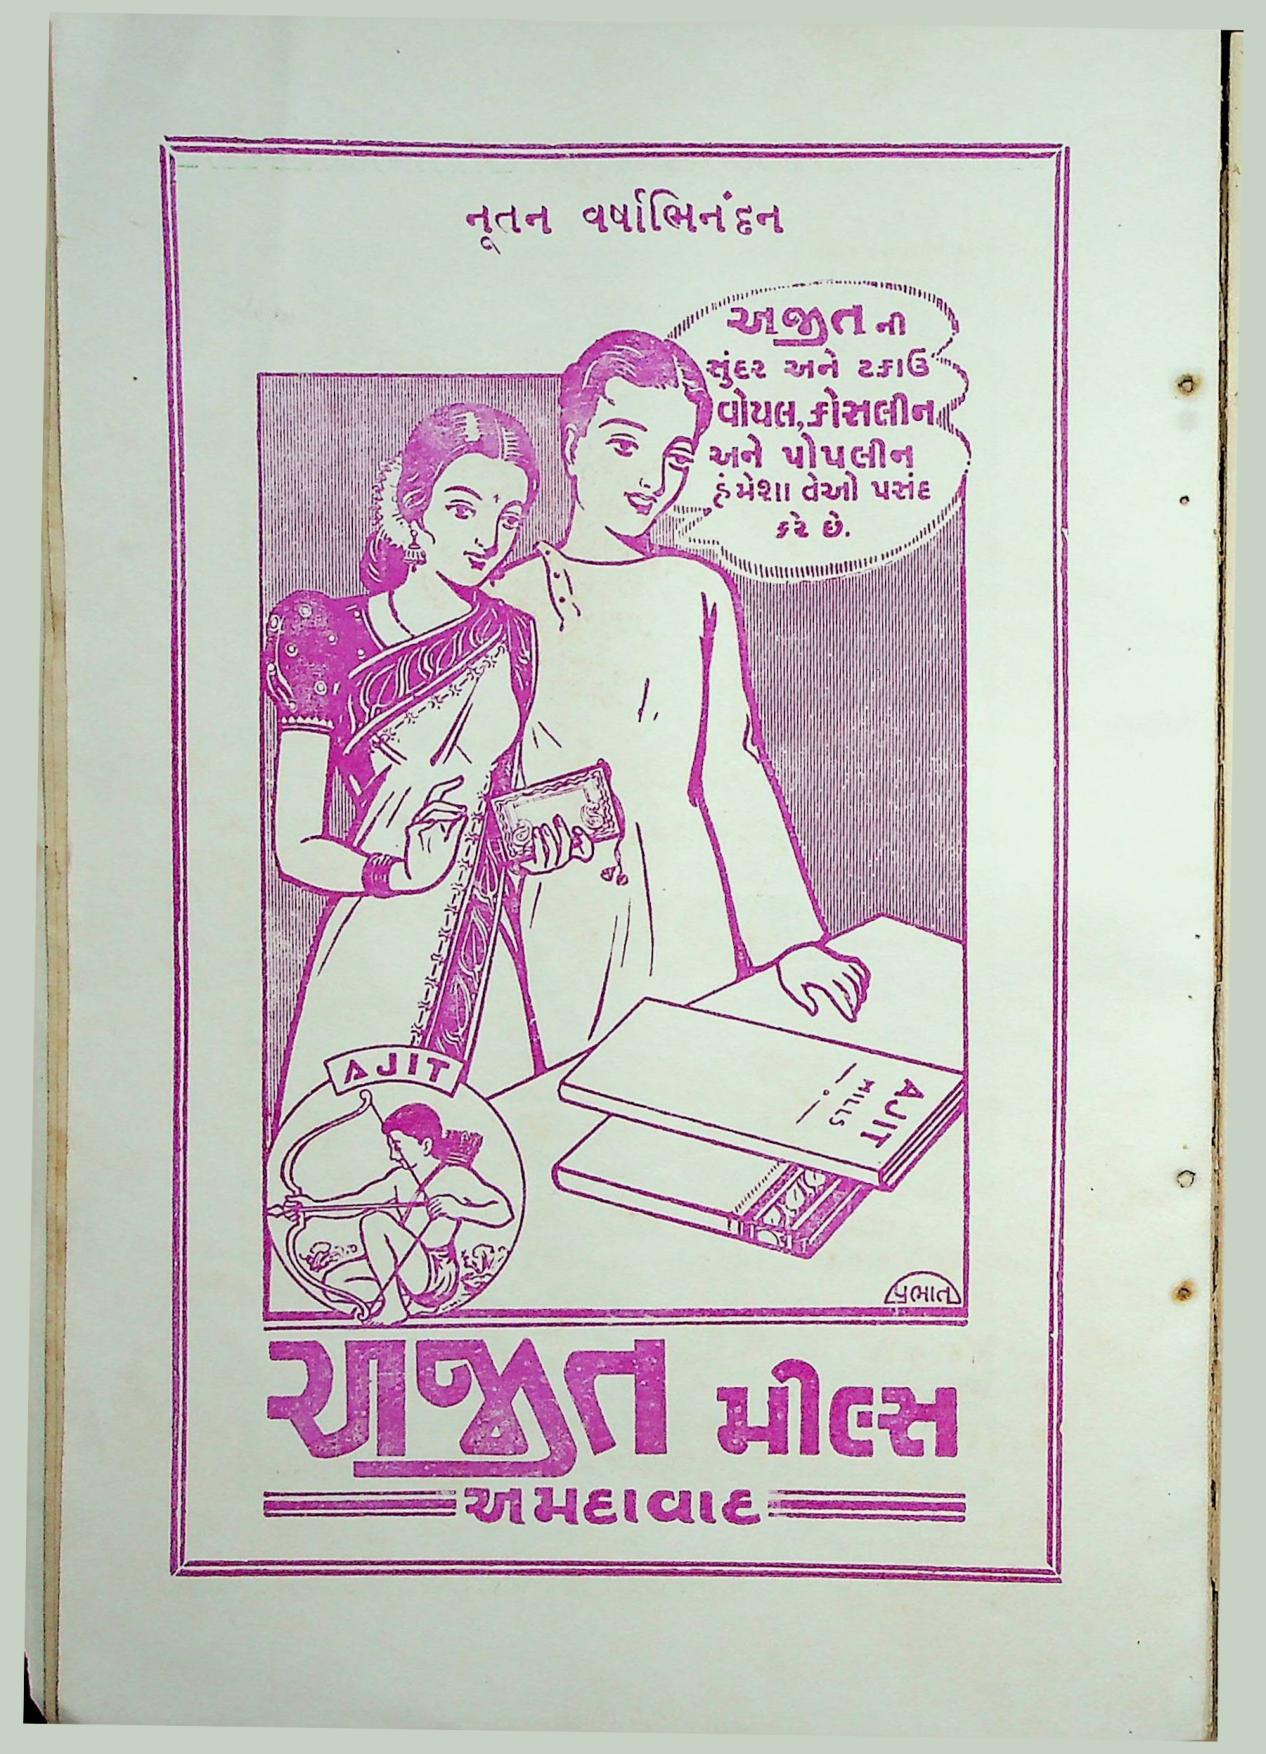 નૂતન વર્ષાભિનંદન
અજીત ની
સુંદર અને ટકાઉ
વોયલ, કોસલીન
અને પોપલીન
હંમેશા તેઓ પસંદ
કરે છે.
AJIT
AJIT
MILLS
પ્રભાત
અજીત મીલ્સ
અમદાવાદ